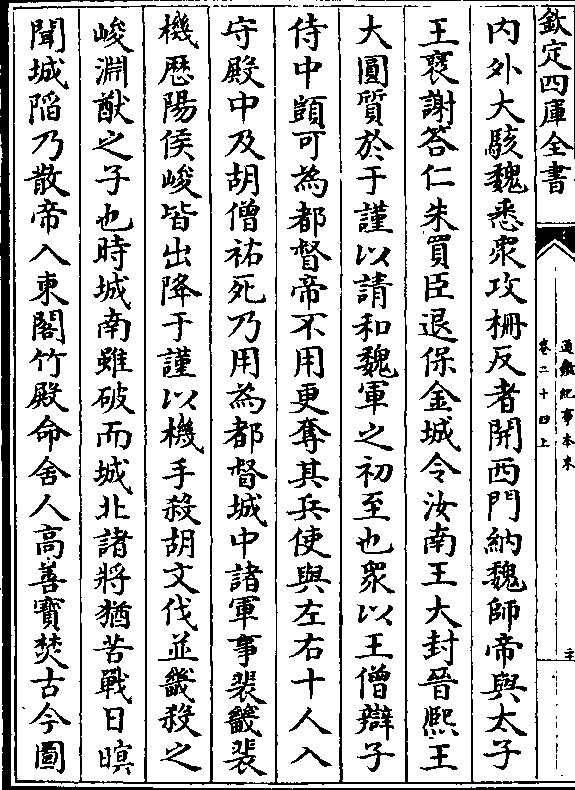 欽定四庫全書
通鑑紀事本末
卷二十四上
主
内外大駭魏悉衆攻柵反者開西門納魏師帝與太子
王襃謝答仁朱買臣退保金城令汝南王大封晉熙王
大圓質於于謹以請和魏軍之初至也衆以王僧辯子
侍中顗可為都督帝不用更奪其兵使與左右十人入
守殿中及胡僧祐死乃用為都督城中諸軍事裴畿裴
機歴陽侯峻皆出降于謹以機手殺胡文伐並畿殺之
峻淵猷之子也時城南雖破而城北諸將猶苦戰日暝
聞城陷乃散帝入東閣竹殿命舍人高善寳焚古今圖